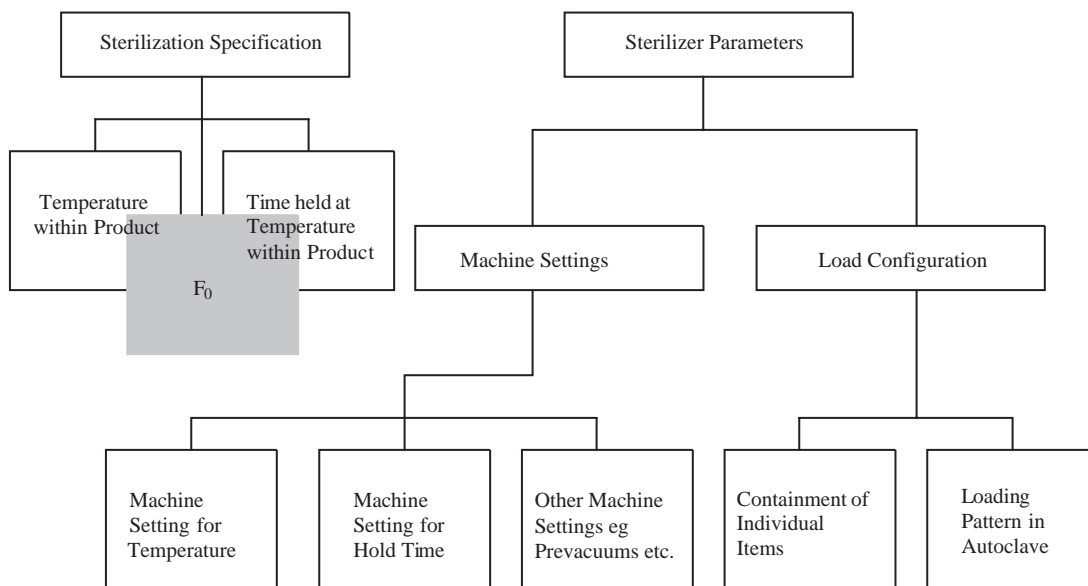 Sterilization Specification
Sterilizer Parameters
Temperature
within Product
Time held at
Temperature
within Product
F0
Machine Settings
Load Configuration
Machine
Setting for
Temperature
Machine
Setting for
Hold Time
Other Machine
Settings eg
Prevacuums etc.
Containment of
Individual
Items
Loading
Pattern in
Autoclave